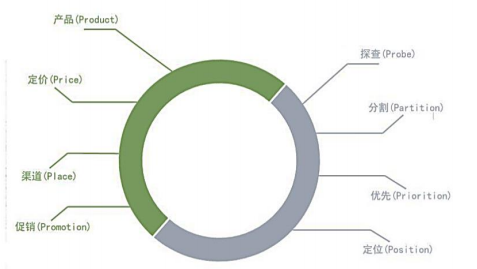 产品(Product)
定价(Price)
渠道(Place)
促销(Promotion)
探查(Probe)
分割(Partition)
优先(Priorition)
定位(Position)